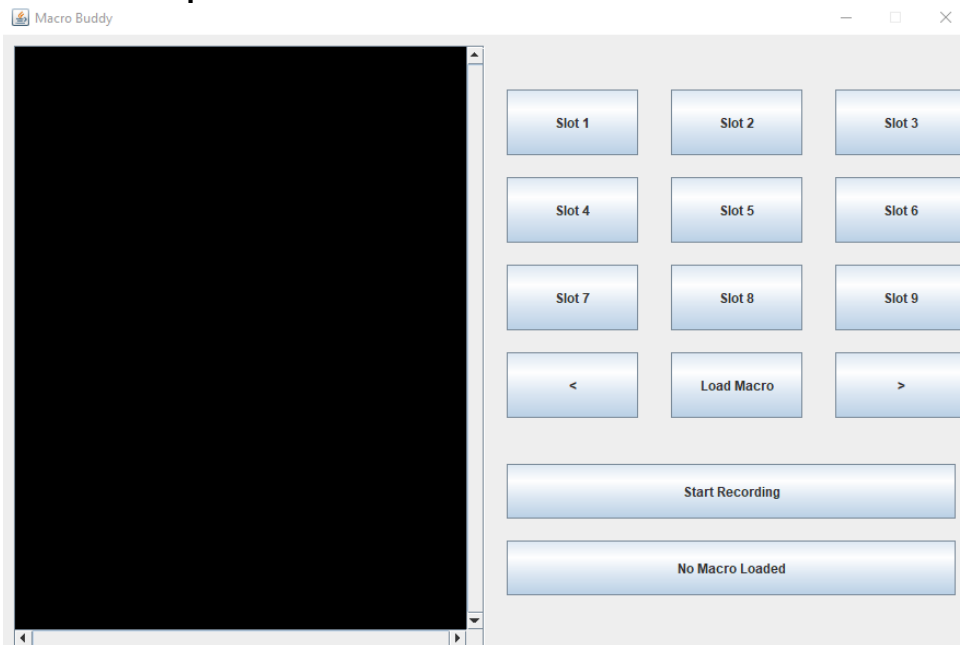 Macro Buddy
Slot 1 Slot 2 Slot 3
Slot 4 Slot 5 Slot 6
Slot 7 Slot 8 Slot 9
< Load Macro >
Start Recording
No Macro Loaded